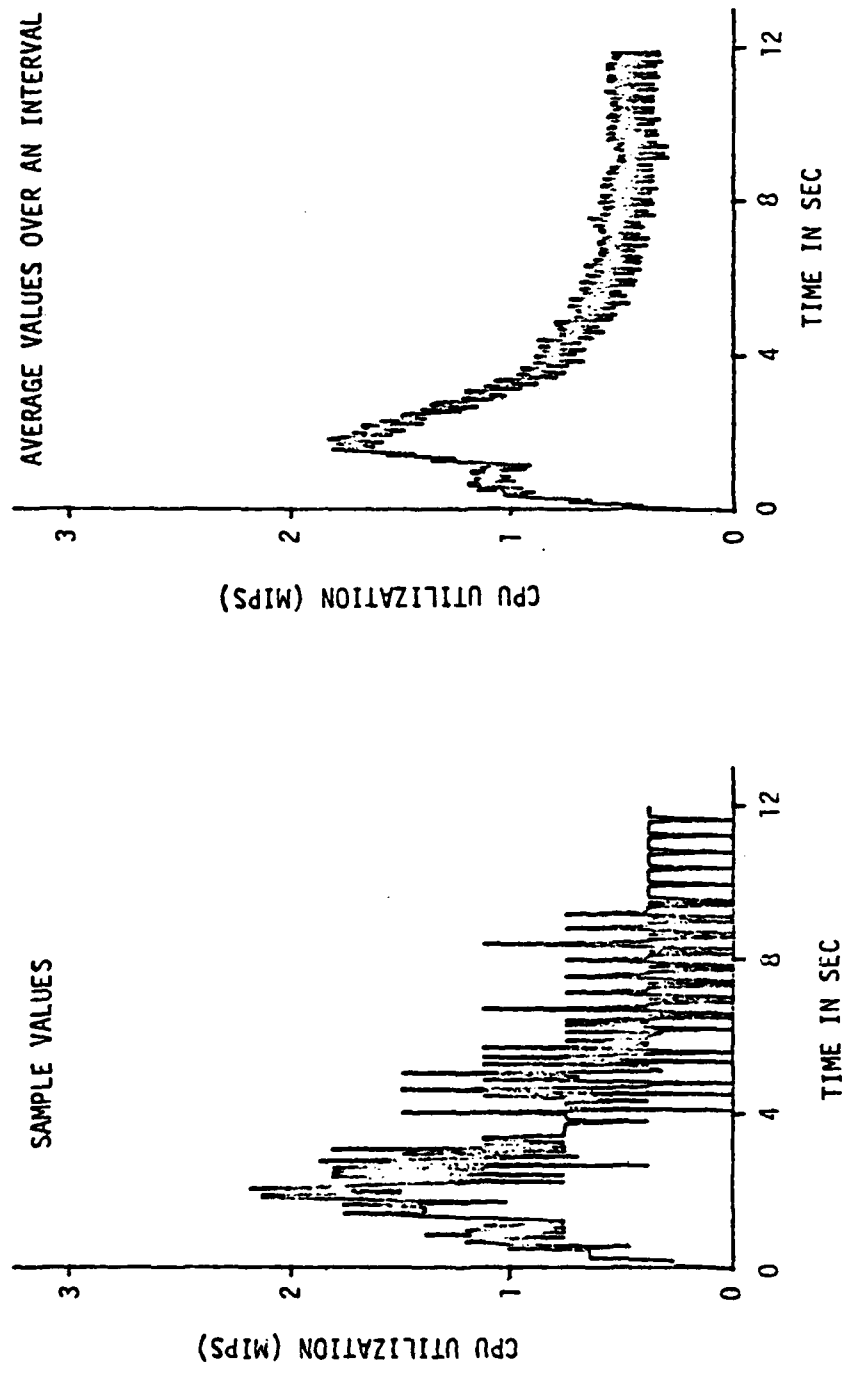 SAMPLE VALUES
CPU UTILIZATION (MIPS)
3
2
1
0
0 4 8 12
TIME IN SEC
AVERAGE VALUES OVER AN INTERVAL
CPU UTILIZATION (MIPS)
3
2
1
0
0 4 8 12
TIME IN SEC